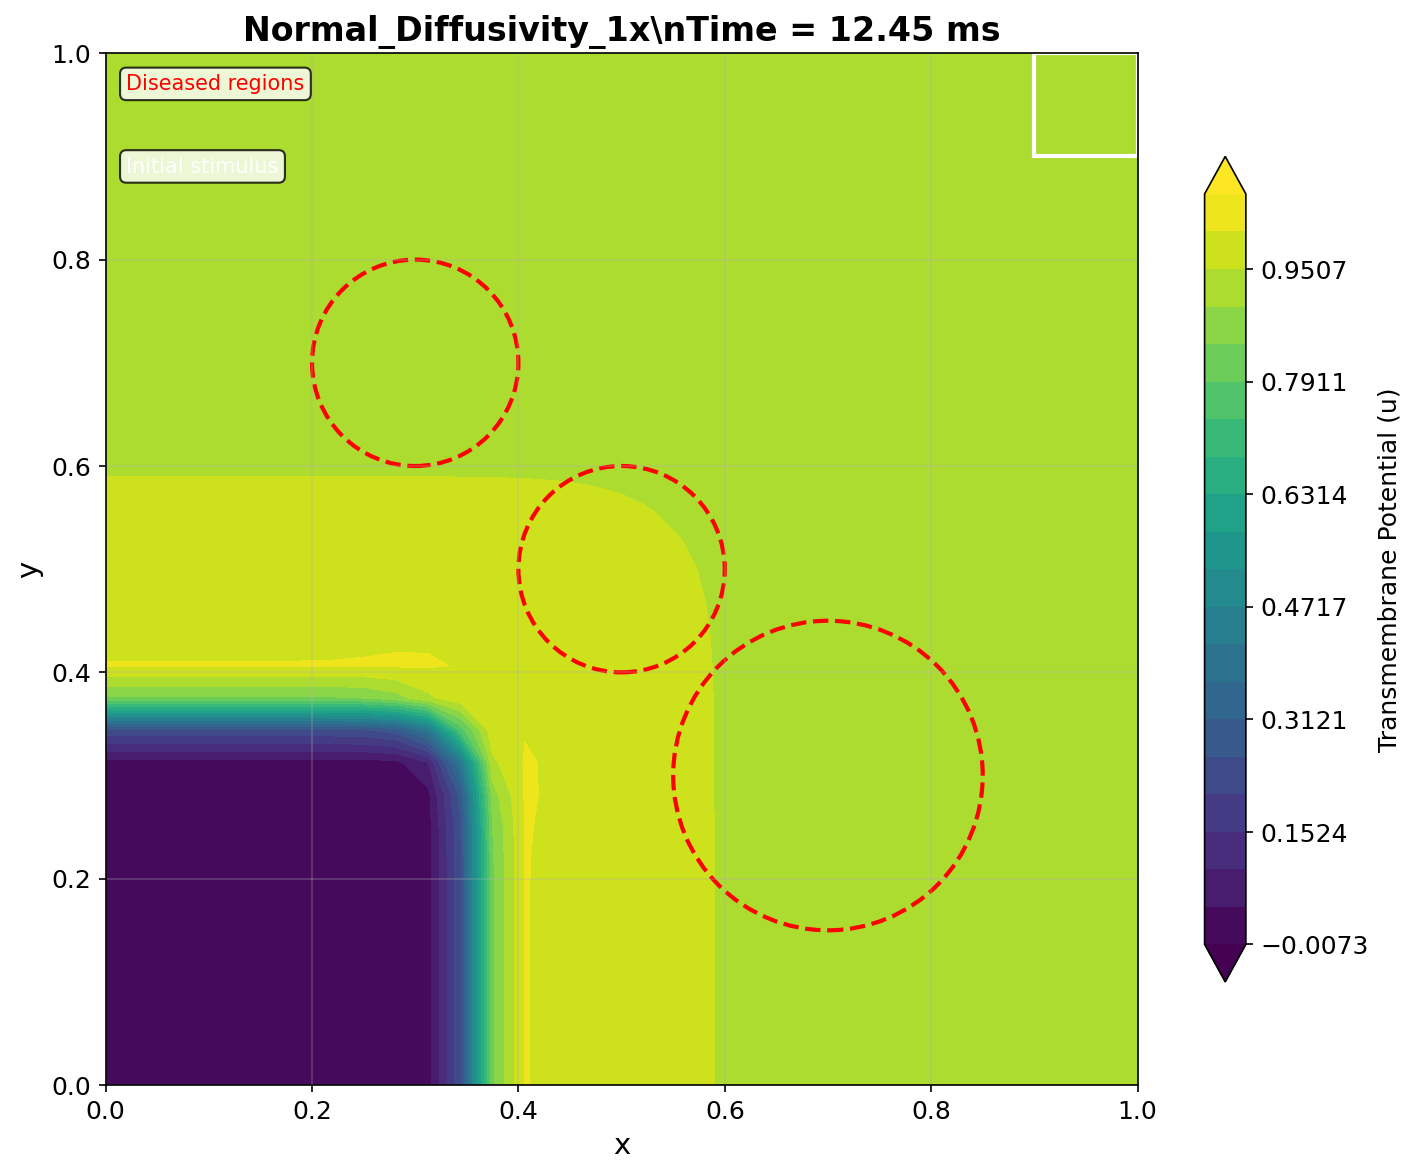 Normal_Diffusivity_1x\nTime = 12.45 ms
Diseased regions
Initial stimulus
1.0
0.8
0.6
0.4
0.2
0.0
y
0.0 0.2 0.4 0.6 0.8 1.0
x
0.9507
0.7911
0.6314
0.4717
0.3121
0.1524
−0.0073
Transmembrane Potential (u)